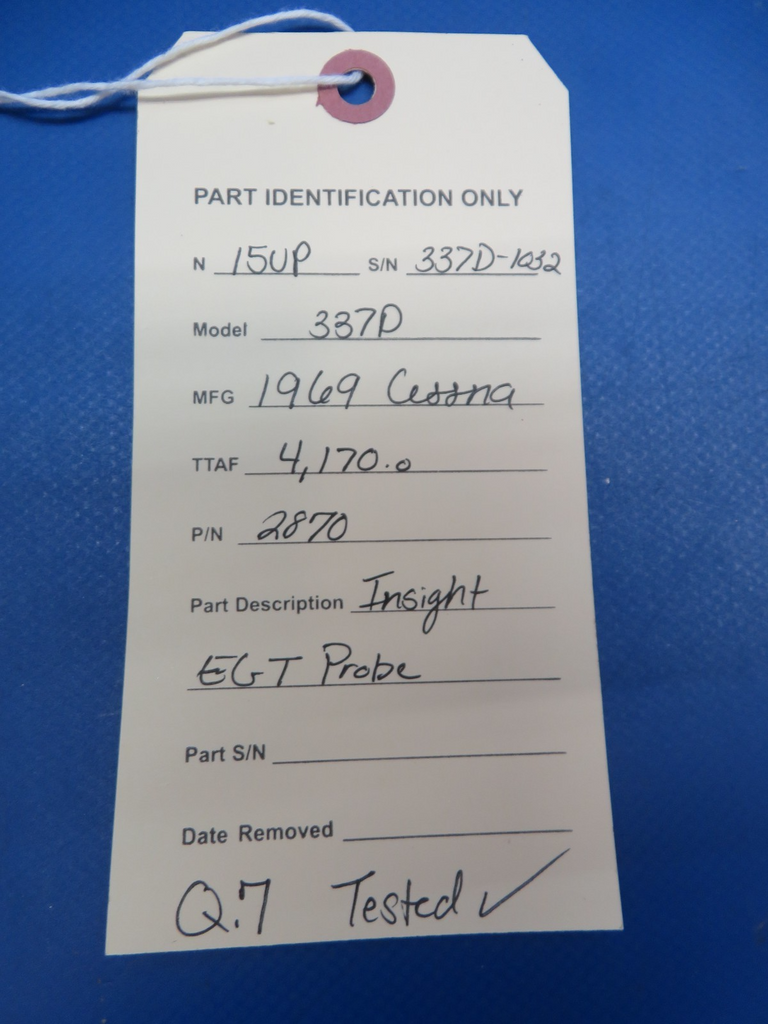 PART IDENTIFICATION ONLY
N 15UP S/N 337D-1032
Model 337D
MFG 1969 Cessna
TTAF 4,170.0
P/N 2870
Part Description Insight
EGT Probe
Part S/N
Date Removed
Q.7 Tested ✓